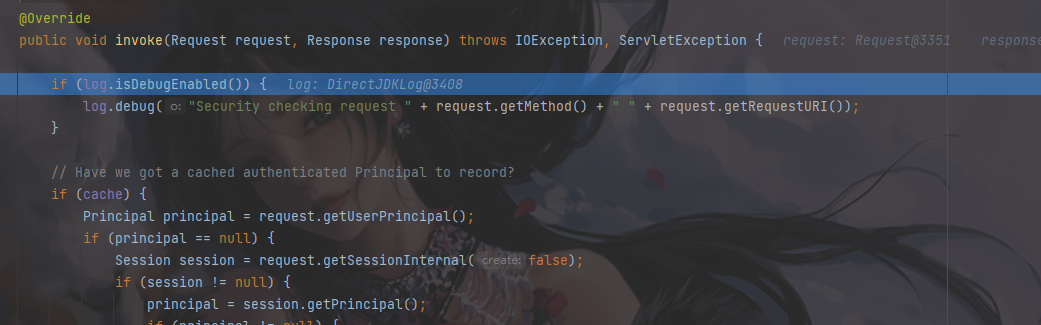 @Override
public void invoke(Request request, Response response) throws IOException, ServletException {   request: Request@3351    response
if (log.isDebugEnabled()) {   log: DirectJDKLog@3408
log.debug( o: "Security checking request " + request.getMethod() + " " + request.getRequestURI());
}
// Have we got a cached authenticated Principal to record?
if (cache) {
Principal principal = request.getUserPrincipal();
if (principal == null) {
Session session = request.getSessionInternal( create: false);
if (session != null) {
principal = session.getPrincipal();
if (principal != null) {